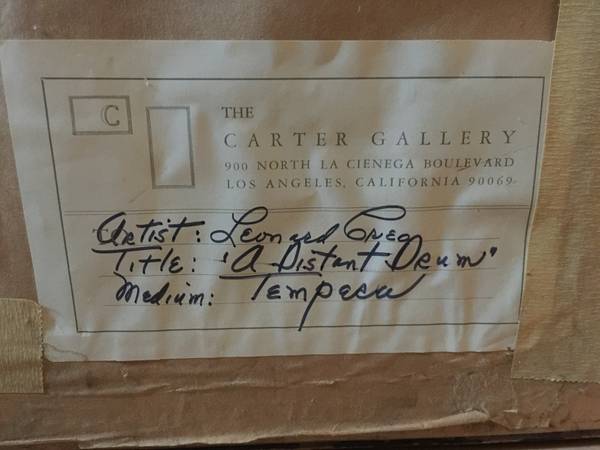 C
THE
CARTER GALLERY
900 NORTH LA CIENEGA BOULEVARD
LOS ANGELES, CALIFORNIA 90069
Artist: Leonard Creo
Title: 'A Distant Drum"
Medium: Tempera